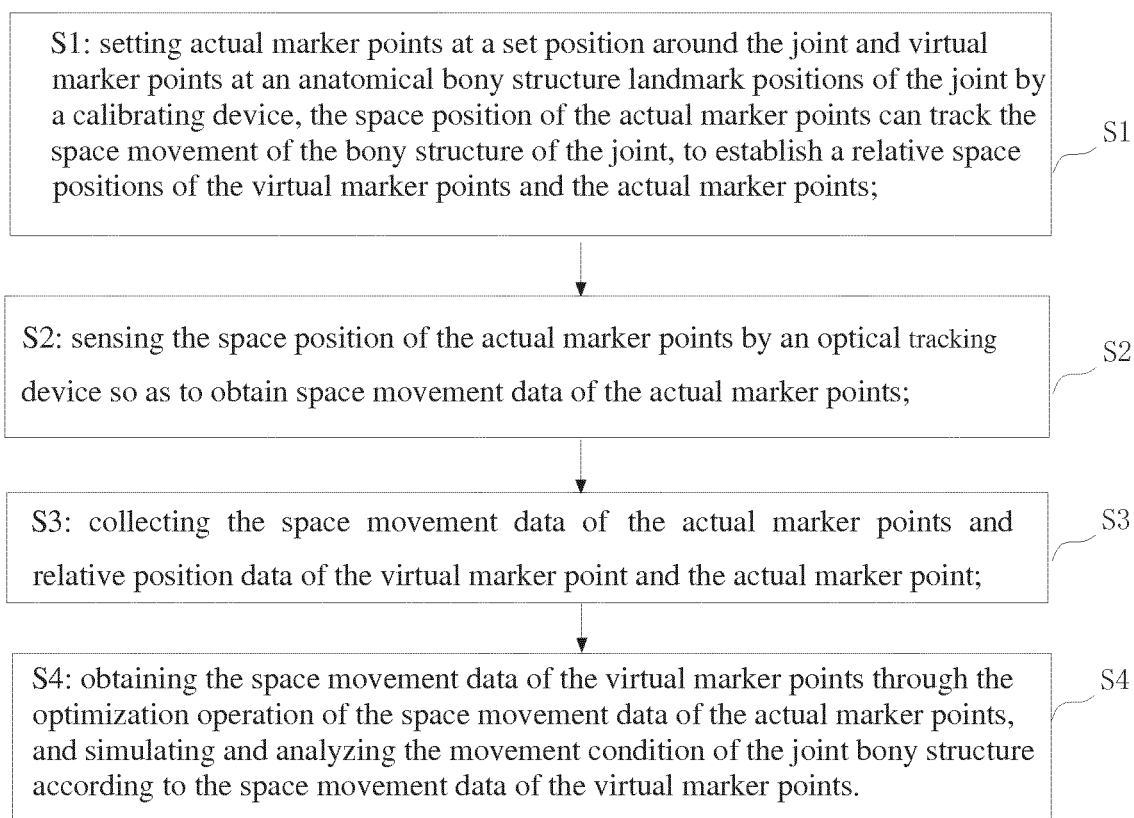 S1: setting actual marker points at a set position around the joint and virtual
marker points at an anatomical bony structure landmark positions of the joint by
a calibrating device, the space position of the actual marker points can track the
space movement of the bony structure of the joint, to establish a relative space
positions of the virtual marker points and the actual marker points;
S1
S2: sensing the space position of the actual marker points by an optical tracking
device so as to obtain space movement data of the actual marker points;
S2
S3: collecting the space movement data of the actual marker points and
relative position data of the virtual marker point and the actual marker point;
S3
S4: obtaining the space movement data of the virtual marker points through the
optimization operation of the space movement data of the actual marker points,
and simulating and analyzing the movement condition of the joint bony structure
according to the space movement data of the virtual marker points.
S4